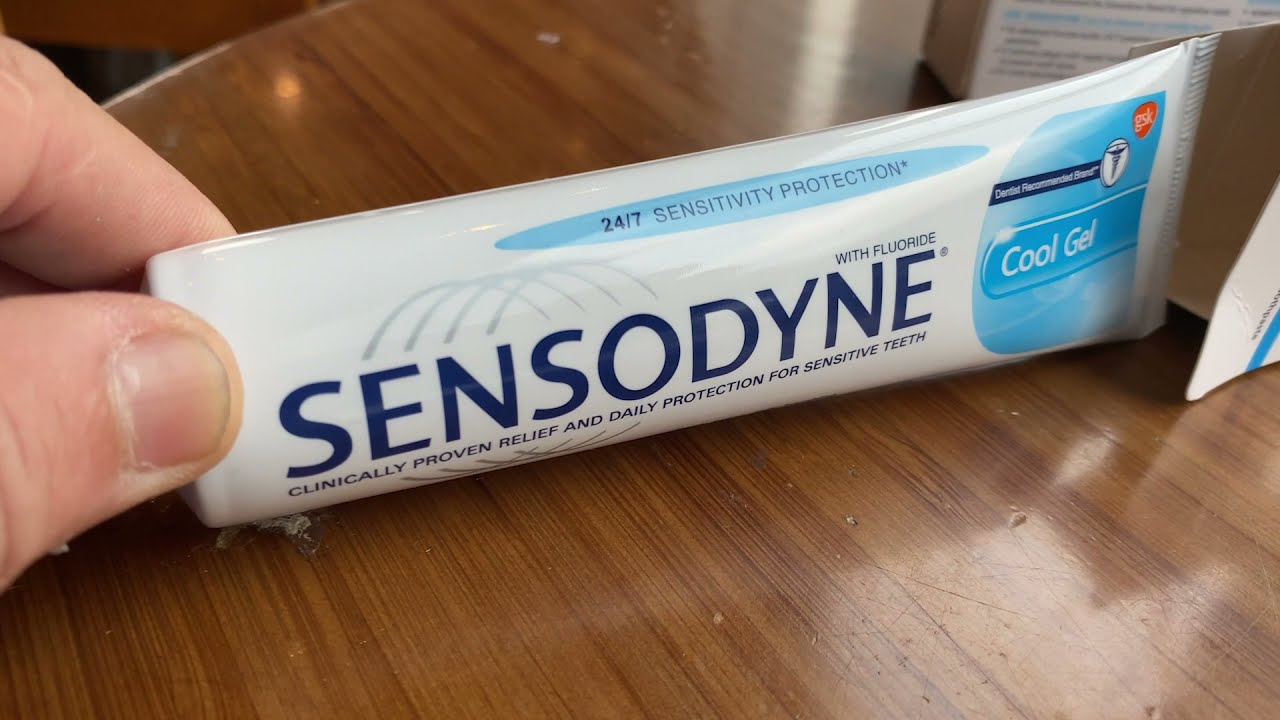 24/7 SENSITIVITY PROTECTION*
WITH FLUORIDE
SENSODYNE®
CLINICALLY PROVEN RELIEF AND DAILY PROTECTION FOR SENSITIVE TEETH
gsk
Dentist Recommended Brand™
Cool Gel